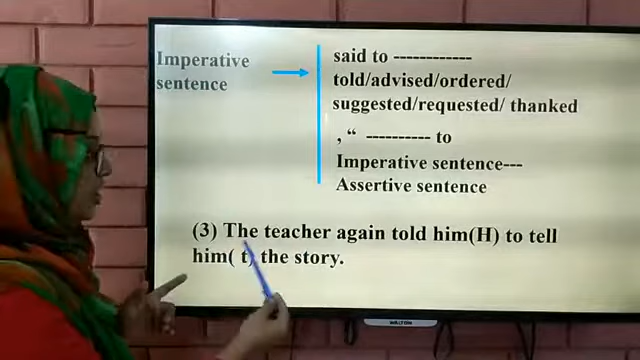 Imperative
sentence
said to ------------
told/advised/ordered/
suggested/requested/ thanked
, “ ---------- to
Imperative sentence---
Assertive sentence
(3) The teacher again told him(H) to tell
him( t) the story.
WALTON